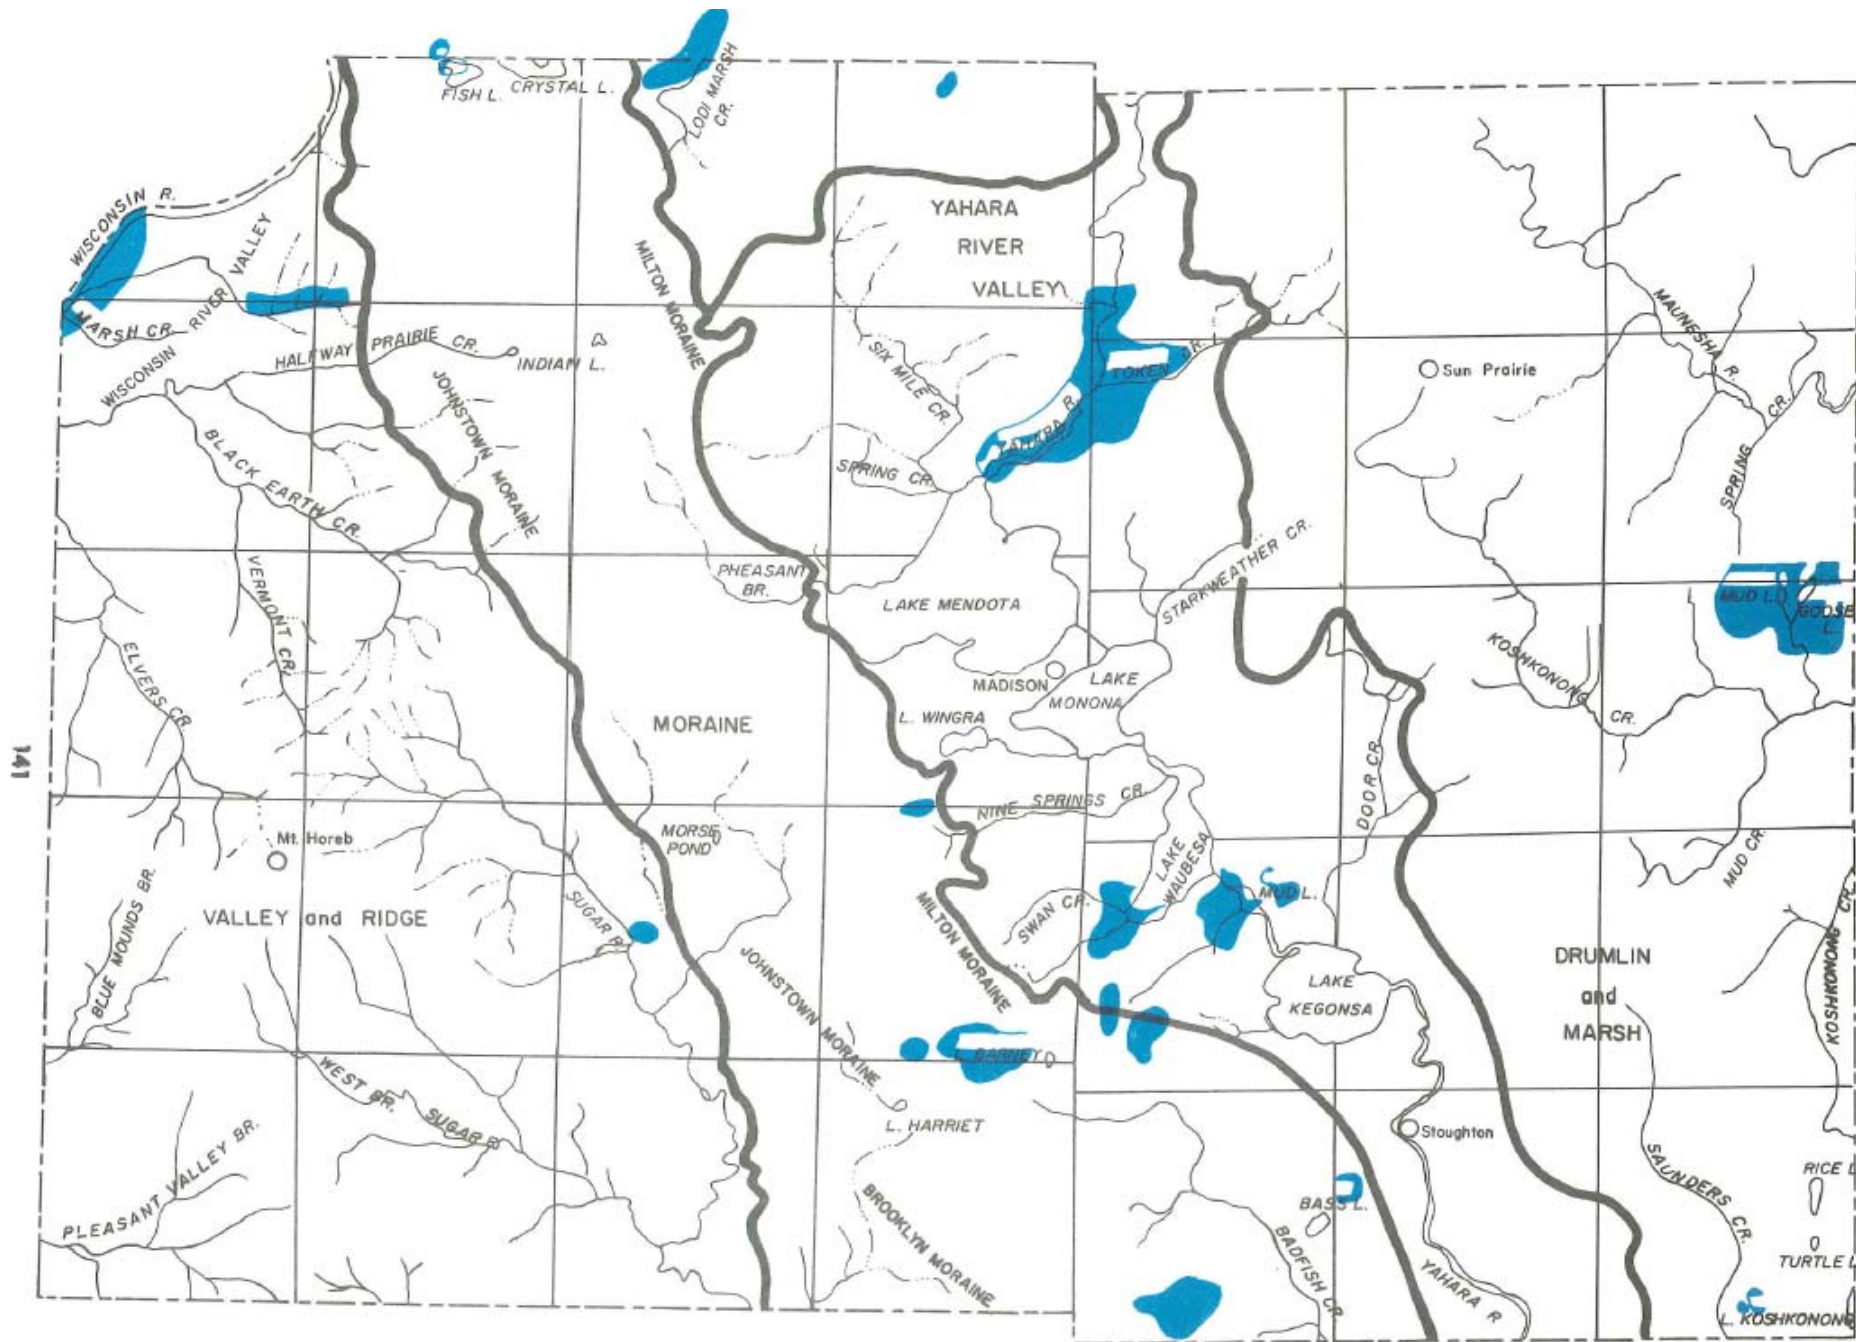 FISH L.
CRYSTAL L.
LODI MARSH
CR.
WISCONSIN R.
YAHARA
RIVER
VALLEY
WISCONSIN
RIVER
VALLEY
MARSH CR.
HALFWAY PRAIRIE CR.
INDIAN L.
MILTON MORAINE
SIX MILE CR.
TOKEN CR.
YAHARA R.
Sun Prairie
MAUNESHA R.
SPRING CR.
JOHNSTOWN MORAINE
BLACK EARTH CR.
SPRING CR.
VERMONT CR.
PHEASANT
BR.
LAKE MENDOTA
STARKWEATHER CR.
MUD L.
GOOSE
L.
ELVERS CR.
KOSHKONONG CR.
MADISON
LAKE
MONONA
L. WINGRA
MORAINE
141
DOOR CR.
NINE SPRINGS CR.
MORSE
POND
Mt. Horeb
LAKE
WAUBESA
MUD CR.
BLUE MOUNDS BR.
VALLEY and RIDGE
SUGAR R.
SWAN CR.
MUD L.
MILTON MORAINE
KOSHKONONG CR.
DRUMLIN
and
MARSH
JOHNSTOWN MORAINE
LAKE
KEGONSA
L. BARNEY
WEST BR. SUGAR R.
L. HARRIET
Stoughton
PLEASANT VALLEY BR.
SAUNDERS CR.
RICE L
BASS L.
BROOKLYN MORAINE
BADFISH CR.
YAHARA R
TURTLE L
L. KOSHKONONG